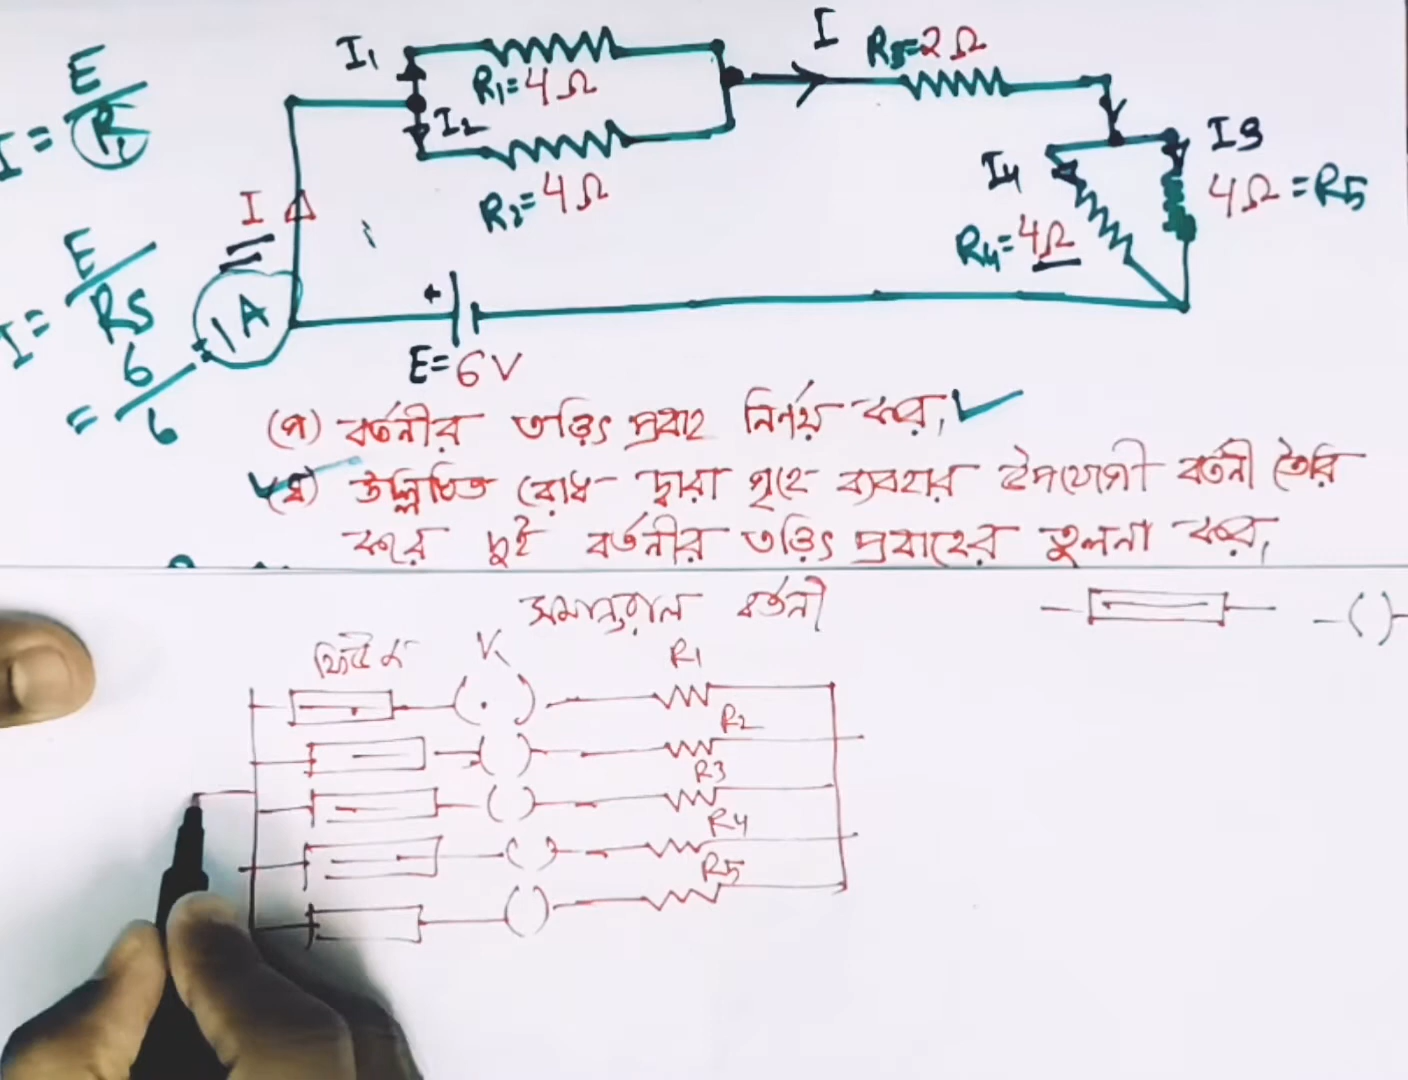 I = E/R₁
I₁
R₁=4Ω
I
R3=2Ω
I₂
R₂=4Ω
I3
I4
4Ω=R5
R4=4Ω
I
I = E/RS
1A
= 6/6
+
E=6V
(গ) বর্তনীর তড়িৎ প্রবাহ নির্ণয় কর।
(ঘ) উল্লিখিত রোধ দ্বারা গৃহে ব্যবহার উপযোগী বর্তনী তৈরি
করে দুই বর্তনীর তড়িৎ প্রবাহের তুলনা কর।
সমান্তরাল বর্তনী
K
R1
R2
R3
R4
R5